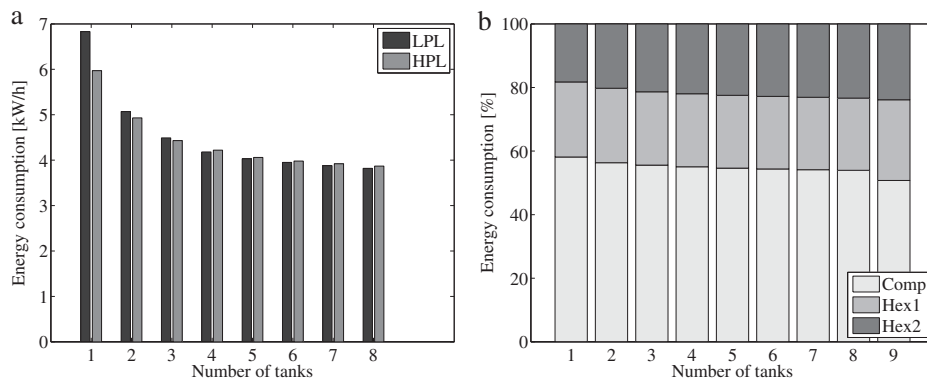 a
Energy consumption [kW/h]
7
6
5
4
3
2
1
0
LPL
HPL
1 2 3 4 5 6 7 8
Number of tanks
b
Energy consumption [%]
100
80
60
40
20
0
Comp
Hex1
Hex2
1 2 3 4 5 6 7 8 9
Number of tanks